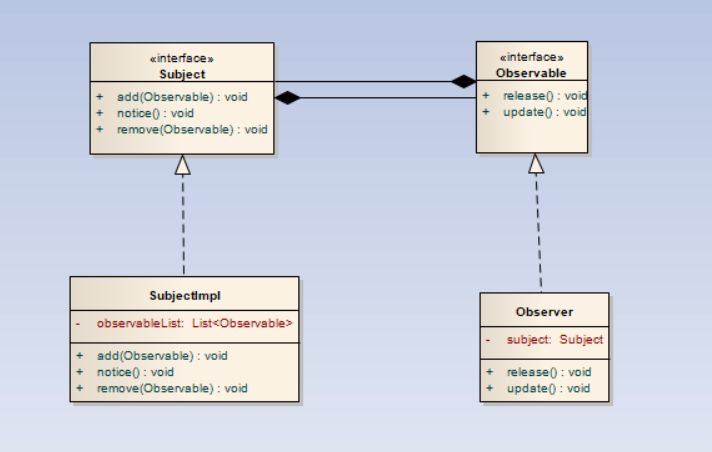 «interface»
Subject
+ add(Observable) : void
+ notice() : void
+ remove(Observable) : void
«interface»
Observable
+ release() : void
+ update() : void
SubjectImpl
- observableList: List<Observable>
+ add(Observable) : void
+ notice() : void
+ remove(Observable) : void
Observer
- subject: Subject
+ release() : void
+ update() : void